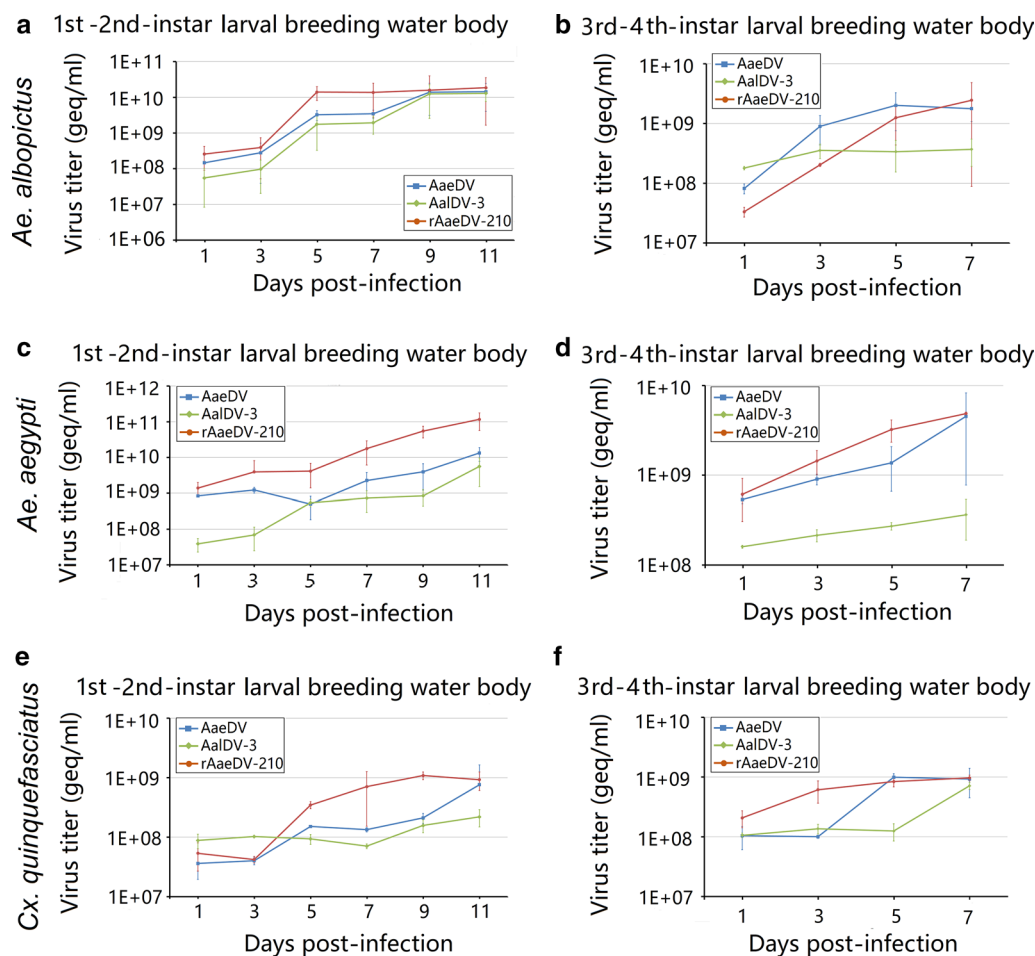 a 1st-2nd-instar larval breeding water body
Ae. albopictus
Virus titer (geq/ml)
1E+11
1E+10
1E+09
1E+08
1E+07
1E+06
AaeDV
AalDV-3
rAaeDV-210
1 3 5 7 9 11
Days post-infection
b 3rd-4th-instar larval breeding water body
Virus titer (geq/ml)
1E+10
1E+09
1E+08
1E+07
AaeDV
AalDV-3
rAaeDV-210
1 3 5 7
Days post-infection
c 1st-2nd-instar larval breeding water body
Ae. aegypti
Virus titer (geq/ml)
1E+12
1E+11
1E+10
1E+09
1E+08
1E+07
AaeDV
AalDV-3
rAaeDV-210
1 3 5 7 9 11
Days post-infection
d 3rd-4th-instar larval breeding water body
Virus titer (geq/ml)
1E+10
1E+09
1E+08
AaeDV
AalDV-3
rAaeDV-210
1 3 5 7
Days post-infection
e 1st-2nd-instar larval breeding water body
Cx. quinquefasciatus
Virus titer (geq/ml)
1E+10
1E+09
1E+08
1E+07
AaeDV
AalDV-3
rAaeDV-210
1 3 5 7 9 11
Days post-infection
f 3rd-4th-instar larval breeding water body
Virus titer (geq/ml)
1E+10
1E+09
1E+08
1E+07
AaeDV
AalDV-3
rAaeDV-210
1 3 5 7
Days post-infection